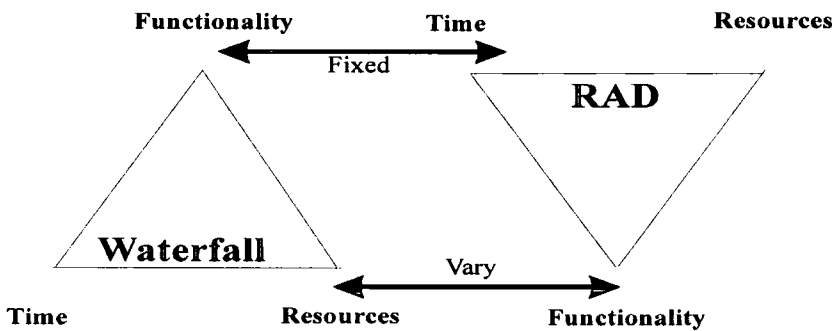 Functionality Time Resources
Fixed
RAD
Waterfall
Vary
Time Resources Functionality